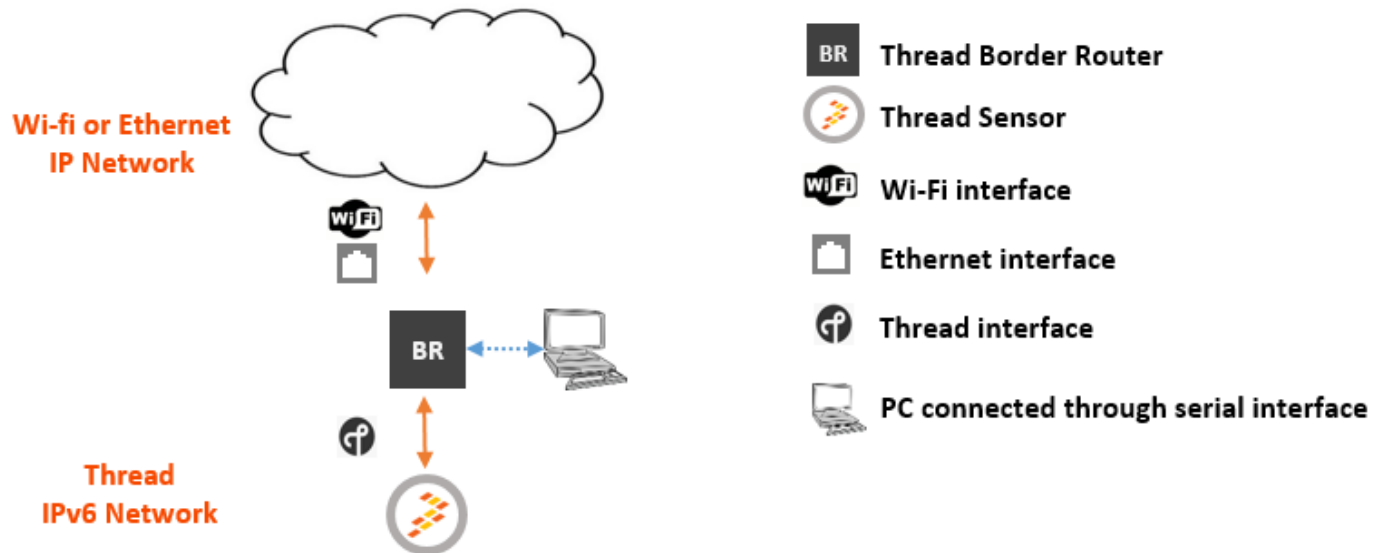 Wi-fi or Ethernet
IP Network
WiFi
BR
Thread
IPv6 Network
BR Thread Border Router
Thread Sensor
WiFi Wi-Fi interface
Ethernet interface
Thread interface
PC connected through serial interface